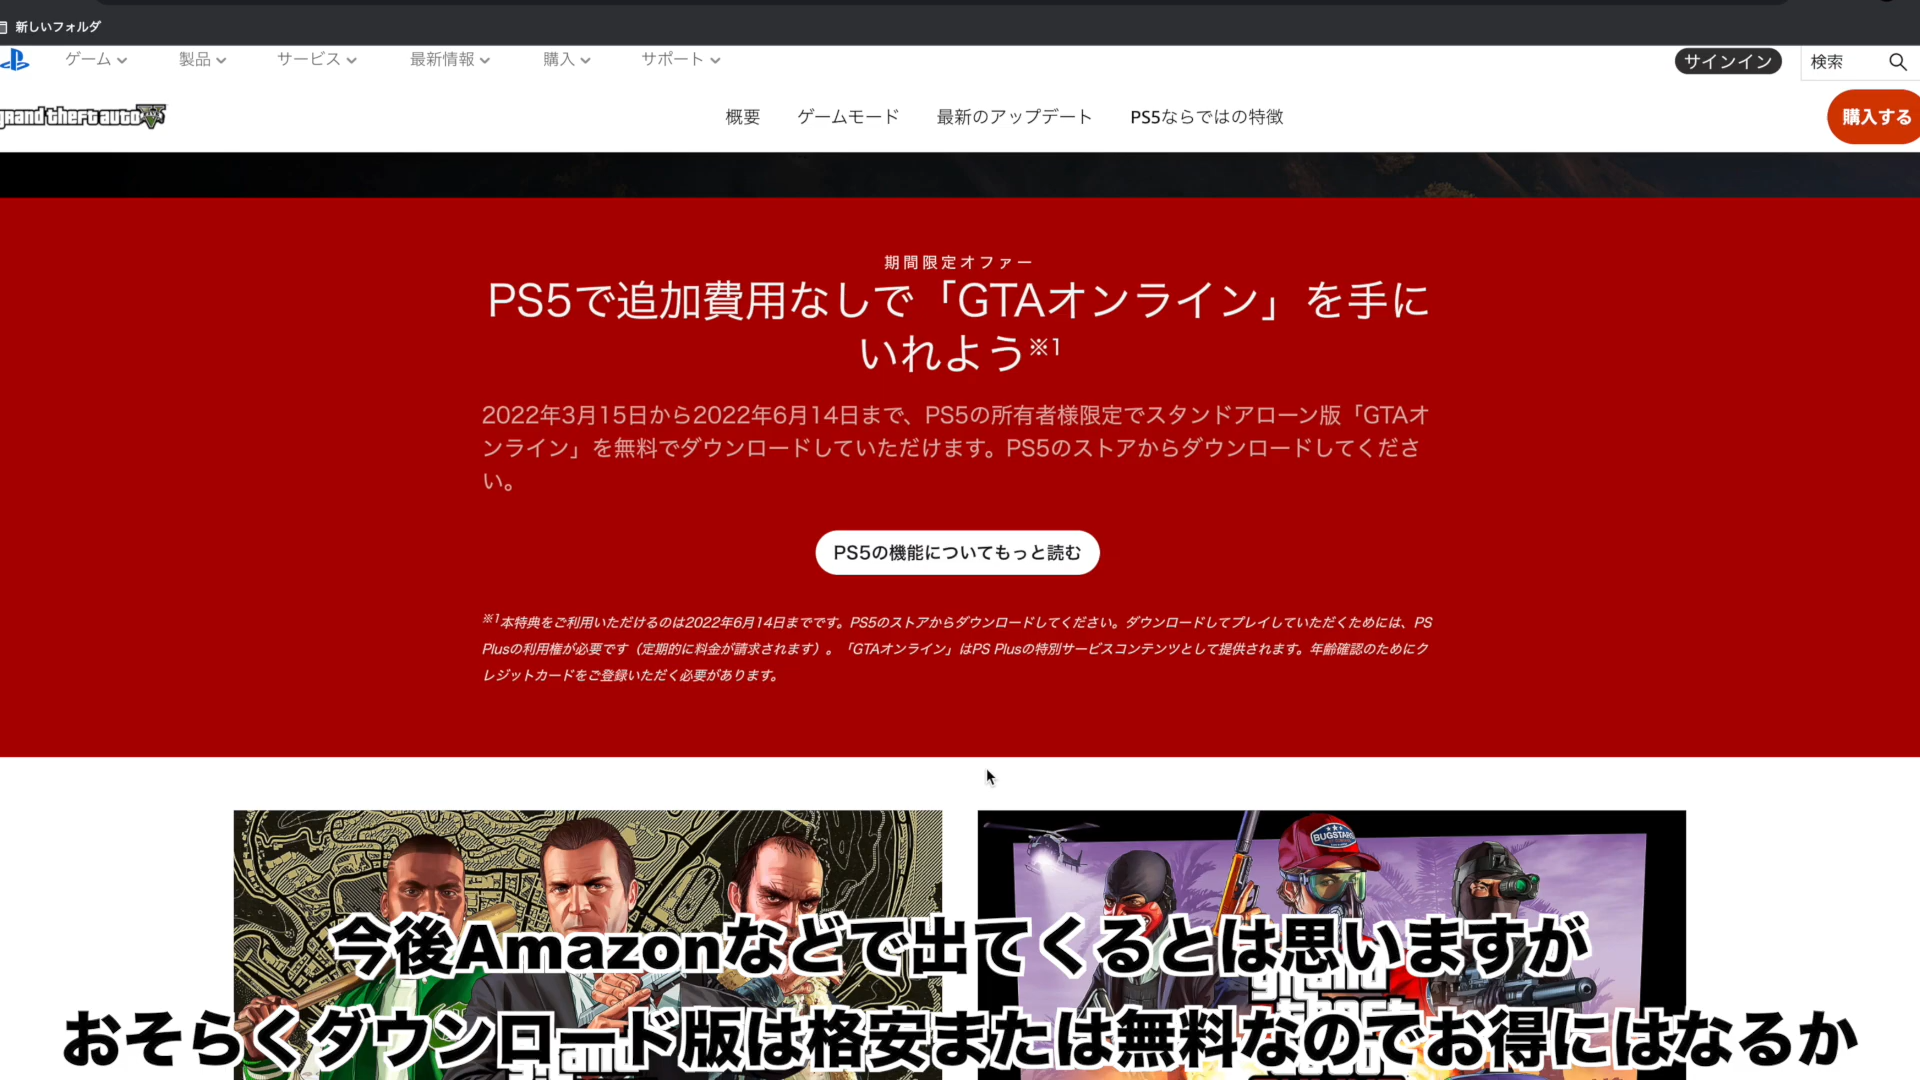 新しいフォルダ
ゲーム 製品 サービス 最新情報 購入 サポート サインイン 検索
grand theft auto V 概要 ゲームモード 最新のアップデート PS5ならではの特徴 購入する
期間限定オファー
PS5で追加費用なしで「GTAオンライン」を手に
いれよう※1
2022年3月15日から2022年6月14日まで、PS5の所有者様限定でスタンドアローン版「GTAオ
ンライン」を無料でダウンロードしていただけます。PS5のストアからダウンロードしてくださ
い。
PS5の機能についてもっと読む
※1本特典をご利用いただけるのは2022年6月14日までです。PS5のストアからダウンロードしてください。ダウンロードしてプレイしていただくためには、PS
Plusの利用権が必要です（定期的に料金が請求されます）。「GTAオンライン」はPS Plusの特別サービスコンテンツとして提供されます。年齢確認のためにク
レジットカードをご登録いただく必要があります。
BUGSTARS
今後Amazonなどで出てくるとは思いますが
grand
theft
おそらくダウンロード版は格安または無料なのでお得にはなるか